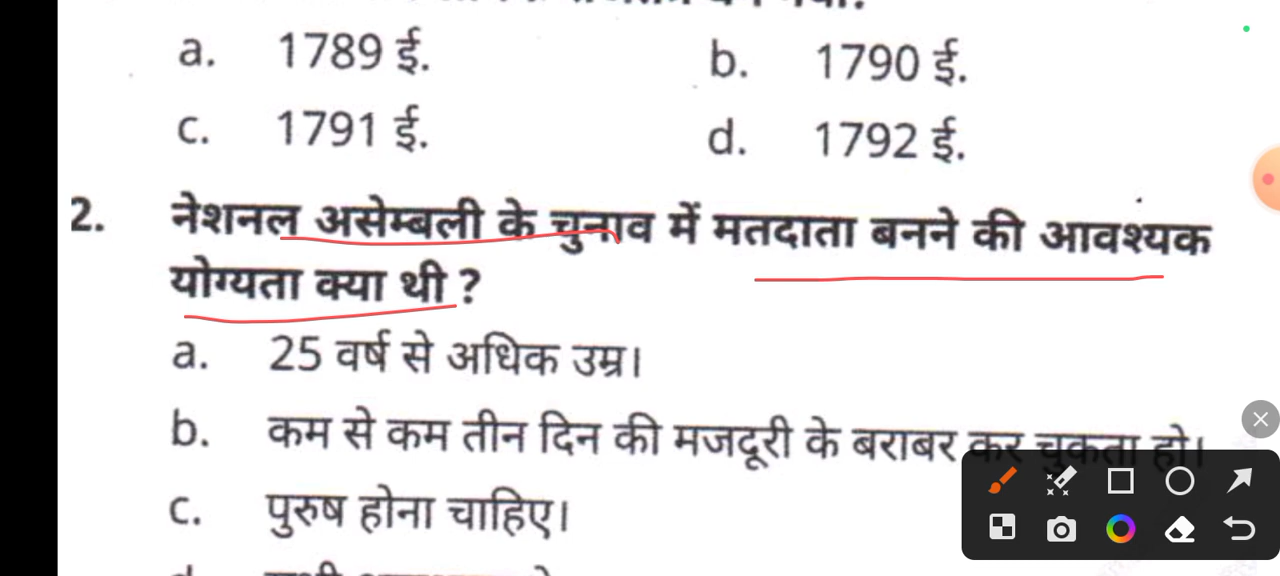 a. 1789 ई. b. 1790 ई.
c. 1791 ई. d. 1792 ई.
2. नेशनल असेम्बली के चुनाव में मतदाता बनने की आवश्यक
योग्यता क्या थी ?
a. 25 वर्ष से अधिक उम्र।
b. कम से कम तीन दिन की मजदूरी के बराबर कर चुकता हो।
c. पुरुष होना चाहिए।